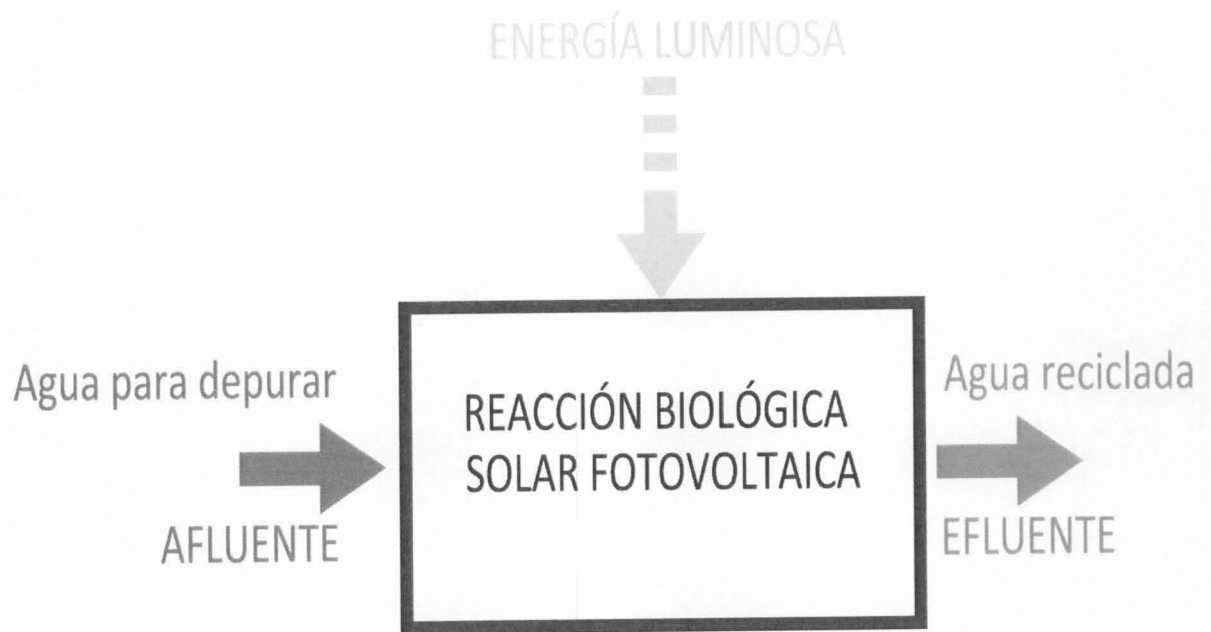 ENERGÍA LUMINOSA
Agua para depurar
AFLUENTE
REACCIÓN BIOLÓGICA
SOLAR FOTOVOLTAICA
Agua reciclada
EFLUENTE